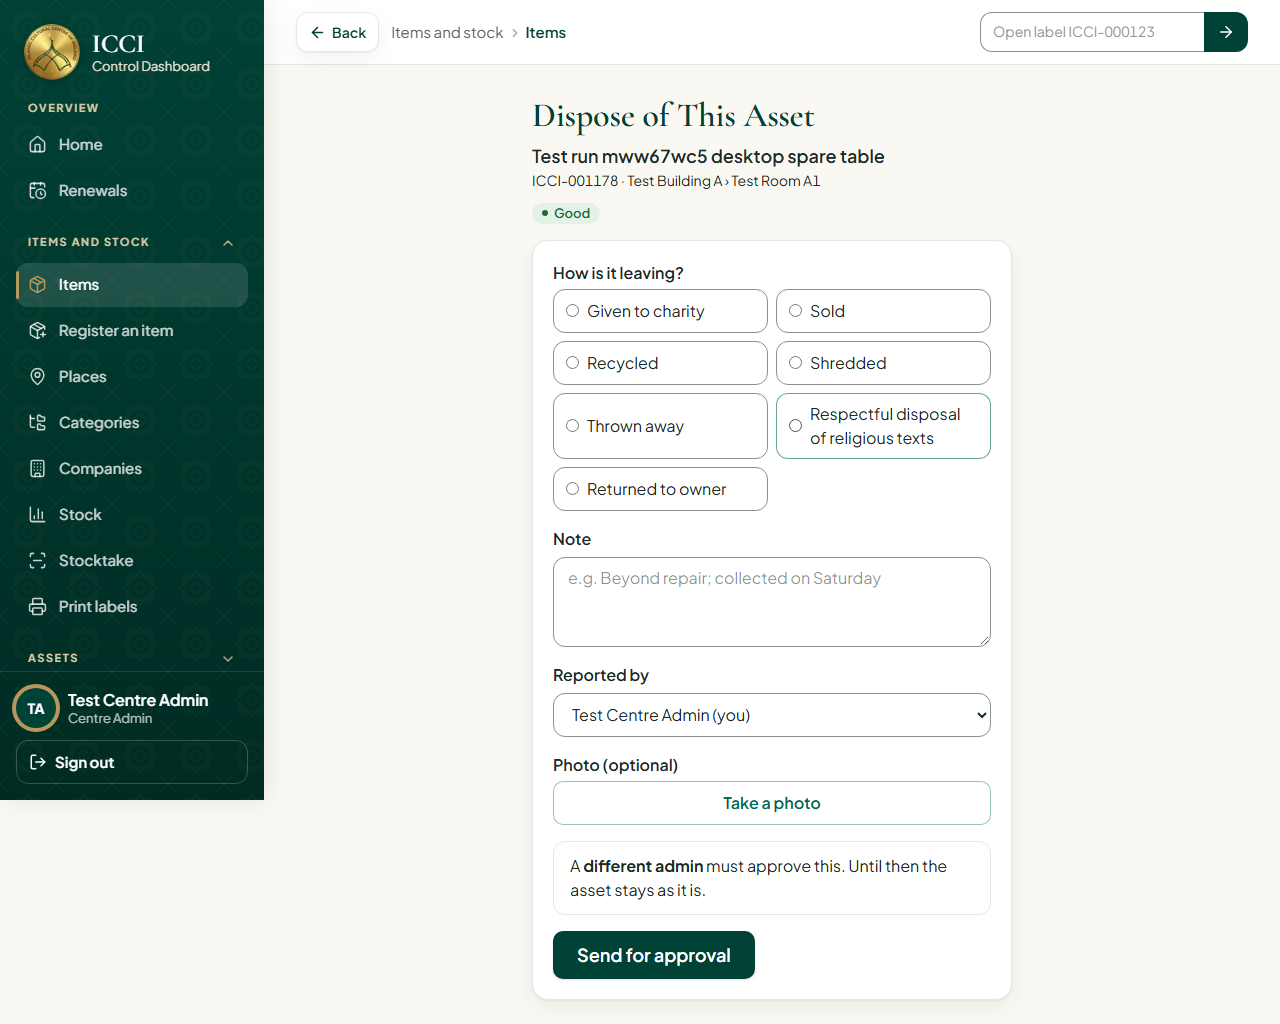 ICCI
Control Dashboard
OVERVIEW
Home
Renewals
ITEMS AND STOCK
Items
Register an item
Places
Categories
Companies
Stock
Stocktake
Print labels
ASSETS
TA
Test Centre Admin
Centre Admin
Sign out
Back
Items and stock › Items
Open label ICCI-000123
Dispose of This Asset
Test run mww67wc5 desktop spare table
ICCI-001178 · Test Building A › Test Room A1
Good
How is it leaving?
Given to charity
Sold
Recycled
Shredded
Thrown away
Respectful disposal
of religious texts
Returned to owner
Note
e.g. Beyond repair; collected on Saturday
Reported by
Test Centre Admin (you)
Photo (optional)
Take a photo
A different admin must approve this. Until then the
asset stays as it is.
Send for approval